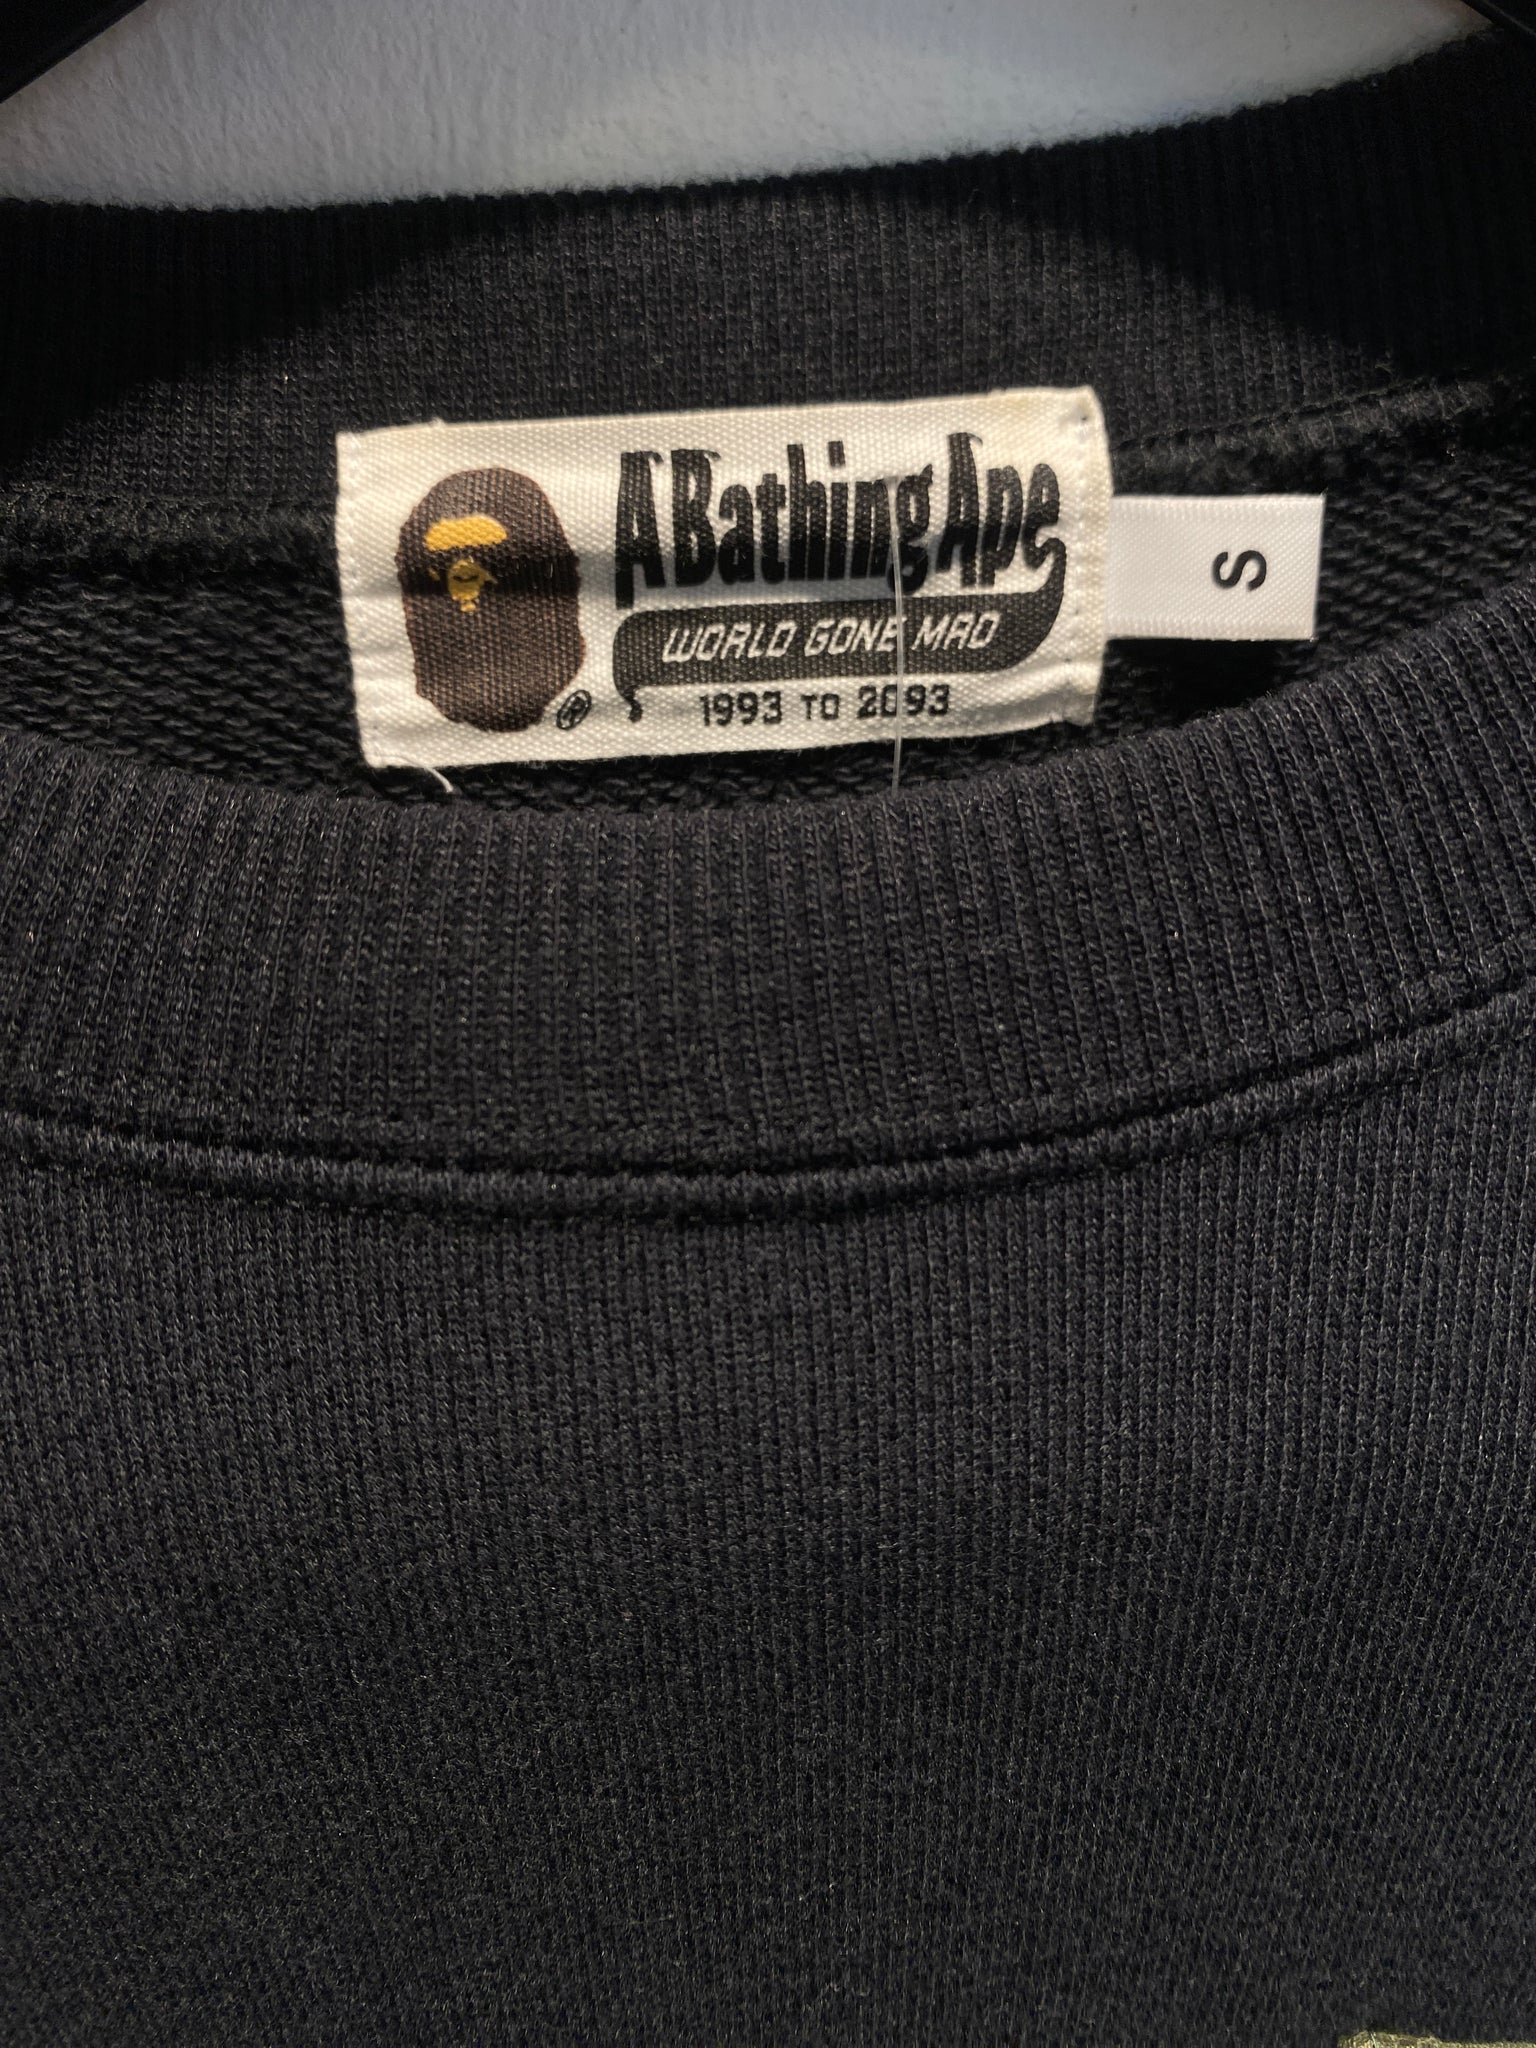 A Bathing Ape
WORLD GONE MAD
1993 TO 2093
®
S